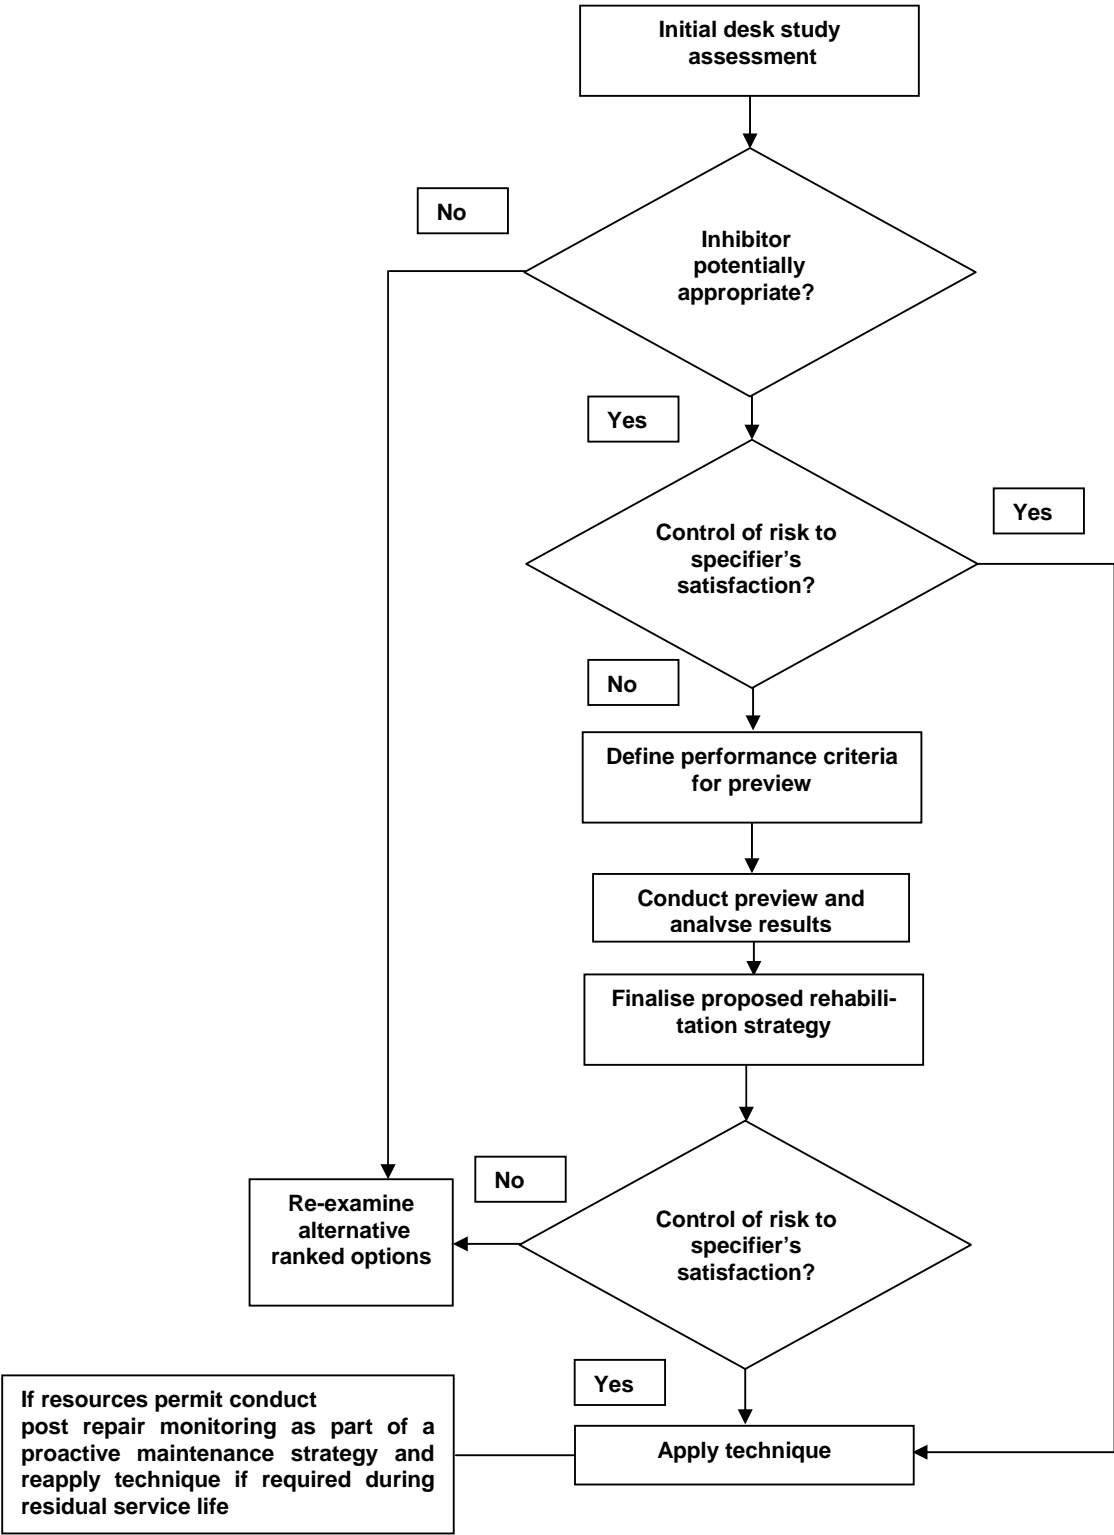 Initial desk study
assessment
No
Inhibitor
potentially
appropriate?
Yes
Control of risk to
specifier's
satisfaction?
Yes
No
Define performance criteria
for preview
Conduct preview and
analyse results
Finalise proposed rehabili-
tation strategy
No
Re-examine
alternative
ranked options
Control of risk to
specifier's
satisfaction?
Yes
If resources permit conduct
post repair monitoring as part of a
proactive maintenance strategy and
reapply technique if required during
residual service life
Apply technique